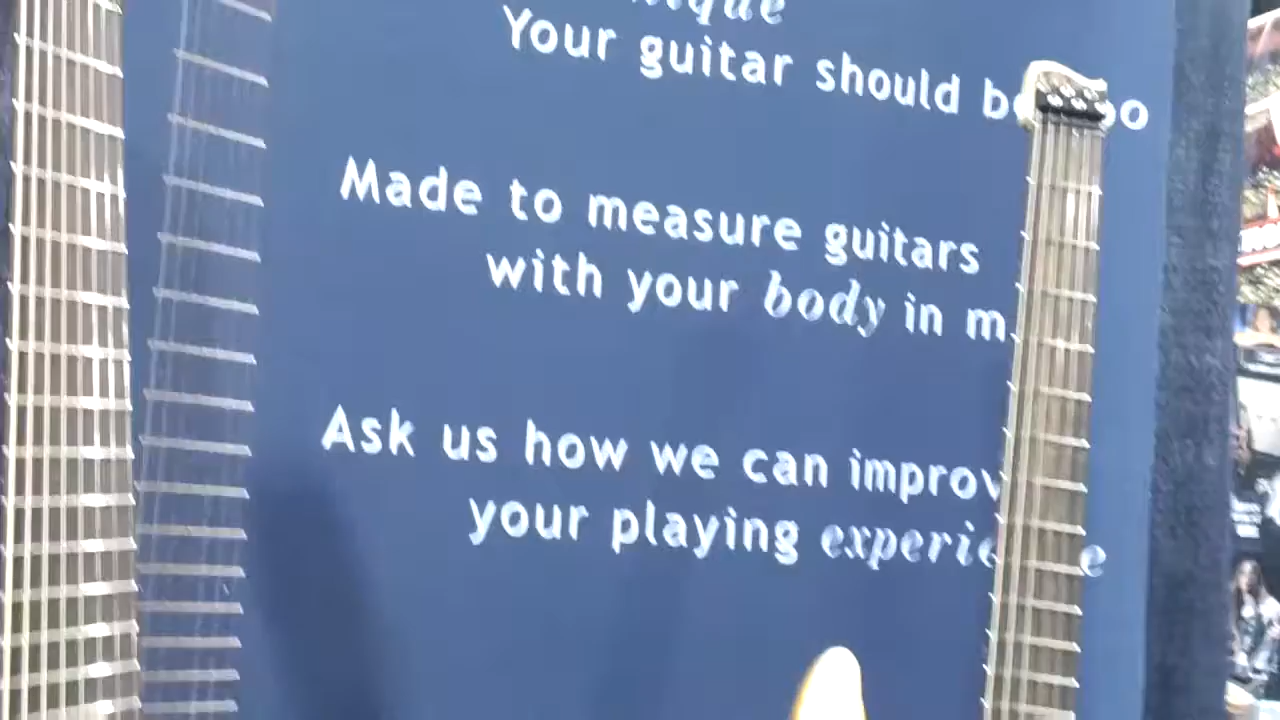 Your guitar should be
Made to measure guitars
with your body in
Ask us how we can
your playing